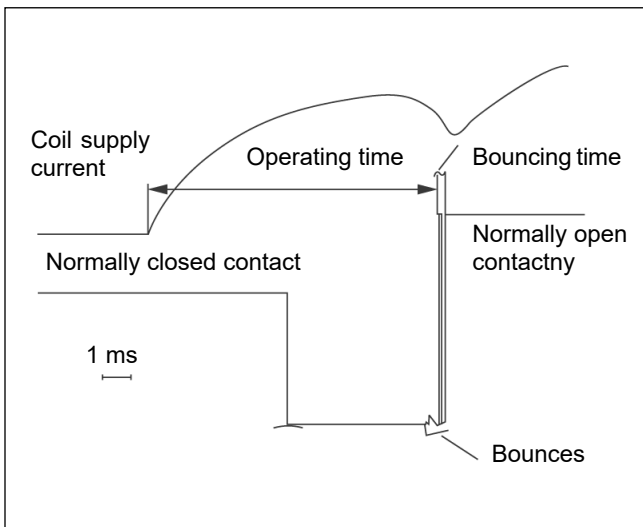 Coil supply
current
Operating time
Bouncing time
Normally closed contact
Normally open
contactny
1 ms
Bounces